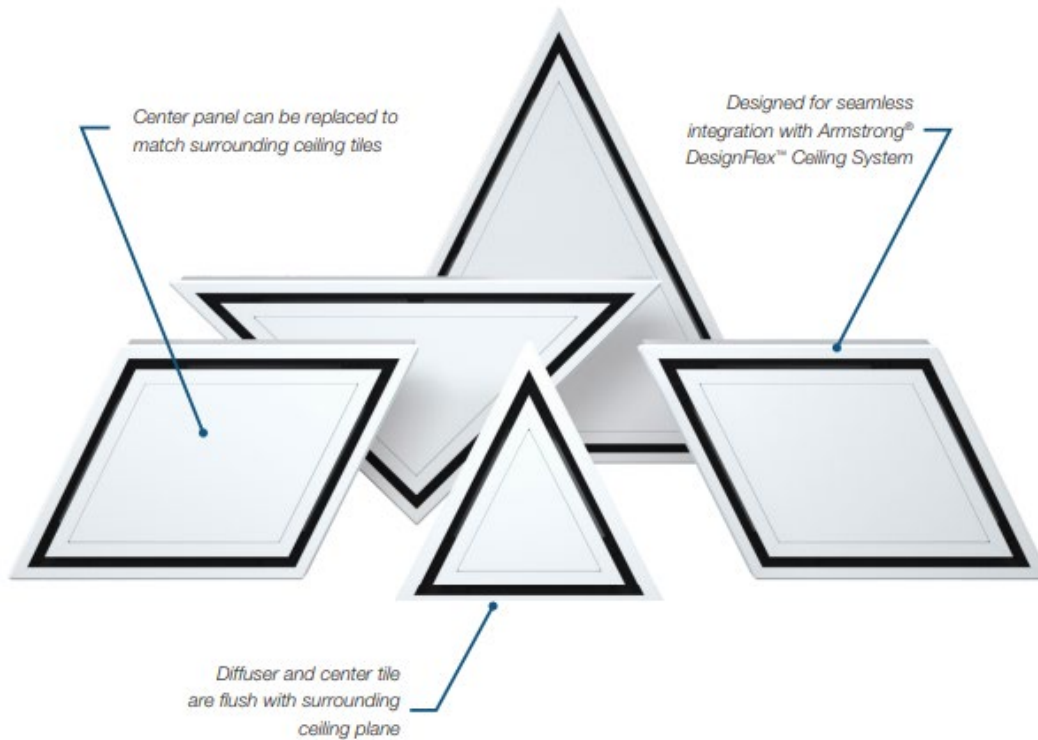 Center panel can be replaced to
match surrounding ceiling tiles
Designed for seamless
integration with Armstrong®
DesignFlex™ Ceiling System
Diffuser and center tile
are flush with surrounding
ceiling plane